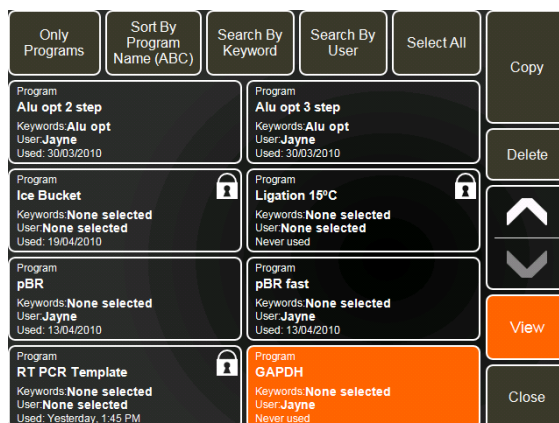 Only
Programs
Sort By
Program
Name (ABC)
Search By
Keyword
Search By
User
Select All
Copy
Program
Alu opt 2 step
Keywords:Alu opt
User:Jayne
Used: 30/03/2010
Program
Alu opt 3 step
Keywords:Alu opt
User:Jayne
Used: 30/03/2010
Delete
Program
Ice Bucket
Keywords:None selected
User:None selected
Used: 19/04/2010
Program
Ligation 15ºC
Keywords:None selected
User:None selected
Never used
Program
pBR
Keywords:None selected
User:Jayne
Used: 13/04/2010
Program
pBR fast
Keywords:None selected
User:Jayne
Used: 13/04/2010
View
Program
RT PCR Template
Keywords:None selected
User:None selected
Used: Yesterday, 1:45 PM
Program
GAPDH
Keywords:None selected
User:Jayne
Never used
Close